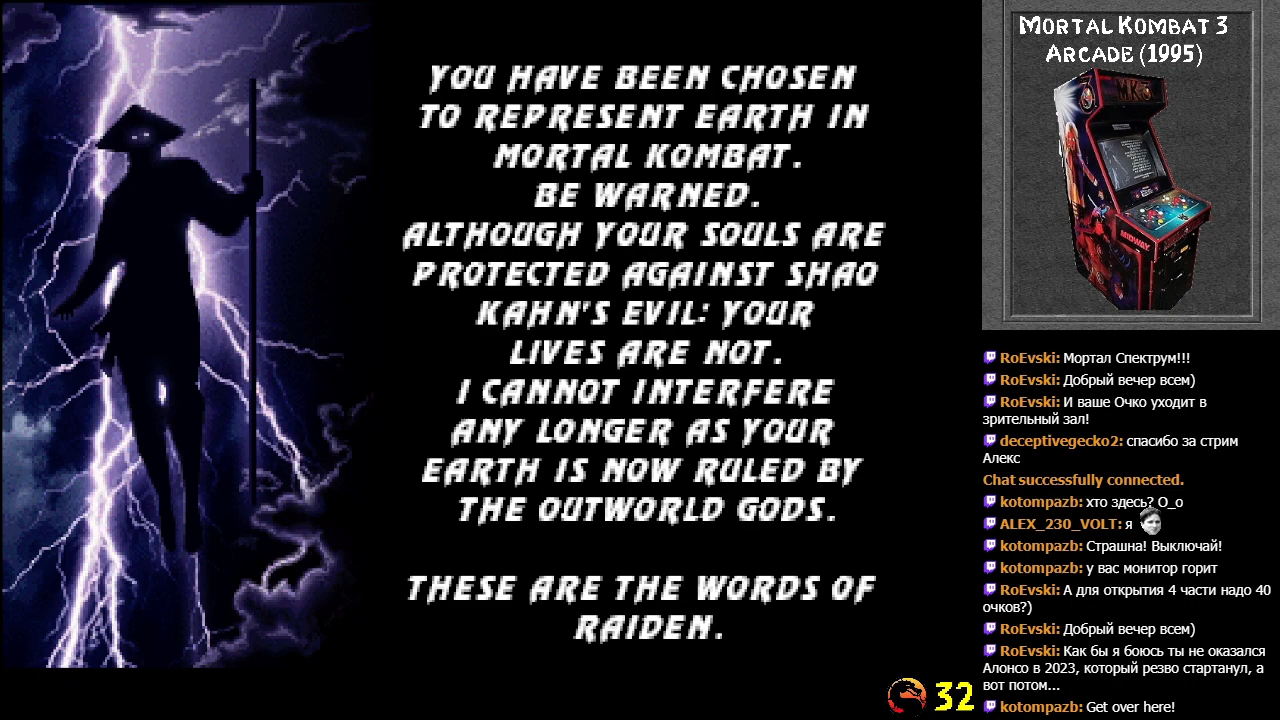 YOU HAVE BEEN CHOSEN
TO REPRESENT EARTH IN
MORTAL KOMBAT.
BE WARNED.
ALTHOUGH YOUR SOULS ARE
PROTECTED AGAINST SHAO
KAHN'S EVIL: YOUR
LIVES ARE NOT.
I CANNOT INTERFERE
ANY LONGER AS YOUR
EARTH IS NOW RULED BY
THE OUTWORLD GODS.
THESE ARE THE WORDS OF
RAIDEN.
32
MORTAL KOMBAT 3
ARCADE (1995)
MK3
MIDWAY
RoEvski: Мортал Спектрум!!!
RoEvski: Добрый вечер всем)
RoEvski: И ваше Очко уходит в
зрительный зал!
deceptivegecko2: спасибо за стрим
Алекс
Chat successfully connected.
kotompazb: хто здесь? O_o
ALEX_230_VOLT: я
kotompazb: Страшна! Выключай!
kotompazb: у вас монитор горит
RoEvski: А для открытия 4 части надо 40
очков?)
RoEvski: Добрый вечер всем)
RoEvski: Как бы я боюсь ты не оказался
Алонсо в 2023, который резво стартанул, а
вот потом...
kotompazb: Get over here!